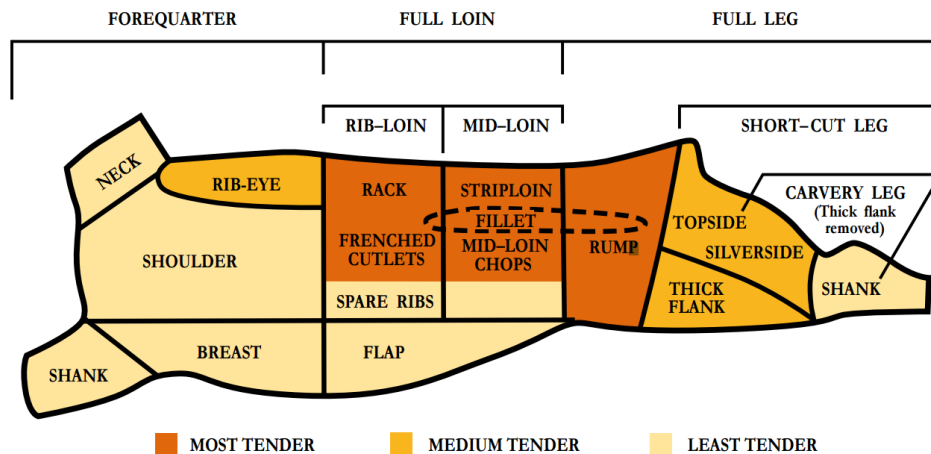 FOREQUARTER
FULL LOIN
FULL LEG
RIB–LOIN
MID–LOIN
SHORT–CUT LEG
NECK
RIB-EYE
RACK
STRIPLOIN
CARVERY LEG
(Thick flank
removed)
FILLET
TOPSIDE
SHOULDER
FRENCHED
CUTLETS
MID–LOIN
CHOPS
RUMP
SILVERSIDE
THICK
FLANK
SHANK
SPARE RIBS
SHANK
BREAST
FLAP
MOST TENDER
MEDIUM TENDER
LEAST TENDER